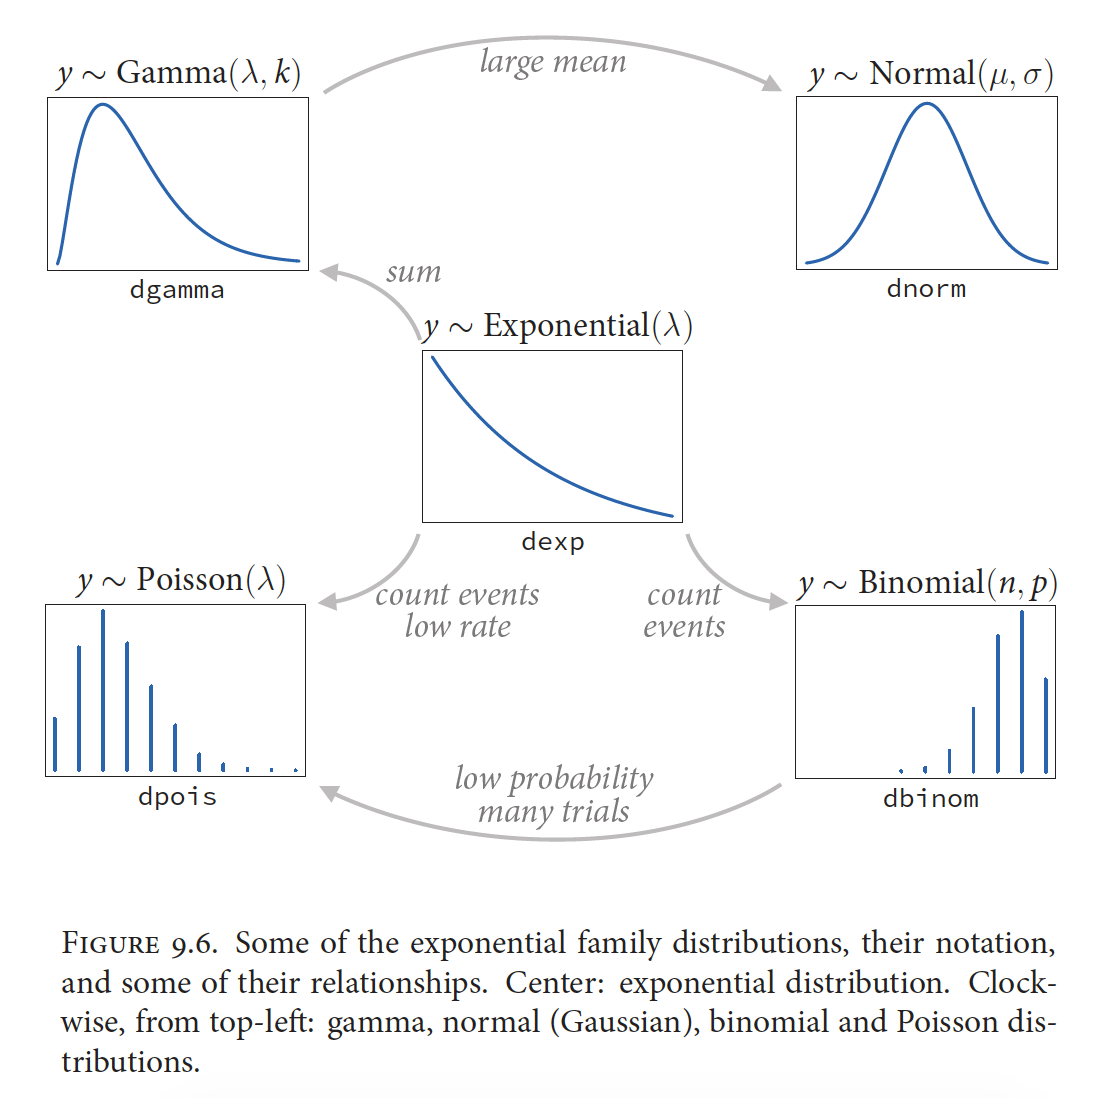 large mean
y ∼ Gamma(λ, k)
y ∼ Normal(μ, σ)
dgamma
dnorm
sum
y ∼ Exponential(λ)
dexp
y ∼ Poisson(λ)
count events
low rate
count
events
y ∼ Binomial(n, p)
dpois
dbinom
low probability
many trials
FIGURE 9.6. Some of the exponential family distributions, their notation,
and some of their relationships. Center: exponential distribution. Clock-
wise, from top-left: gamma, normal (Gaussian), binomial and Poisson dis-
tributions.